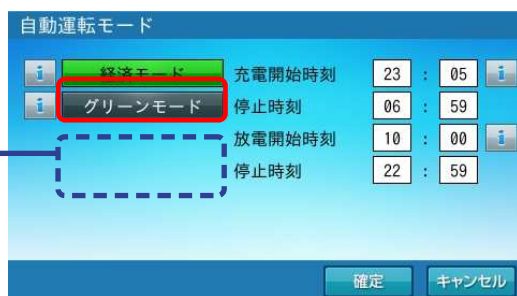 自動運転モード
i 経済モード 充電開始時刻 23 : 05 i
i グリーンモード 停止時刻 06 : 59
放電開始時刻 10 : 00 i
停止時刻 22 : 59
確定 キャンセル